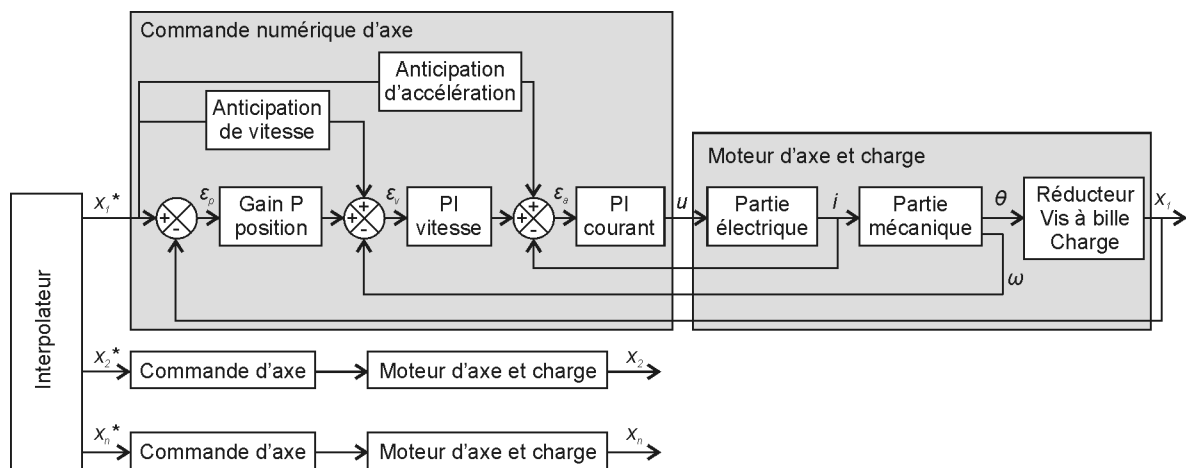 Commande numérique d'axe
Anticipation
d'accélération
Anticipation
de vitesse
Moteur d'axe et charge
x₁*
+
-
εₚ
Gain P
position
+
+
-
εᵥ
PI
vitesse
+
+
-
εₐ
PI
courant
u
Partie
électrique
i
Partie
mécanique
θ
ω
Réducteur
Vis à bille
Charge
x₁
Interpolateur
x₂*
Commande d'axe
Moteur d'axe et charge
x₂
xₙ*
Commande d'axe
Moteur d'axe et charge
xₙ